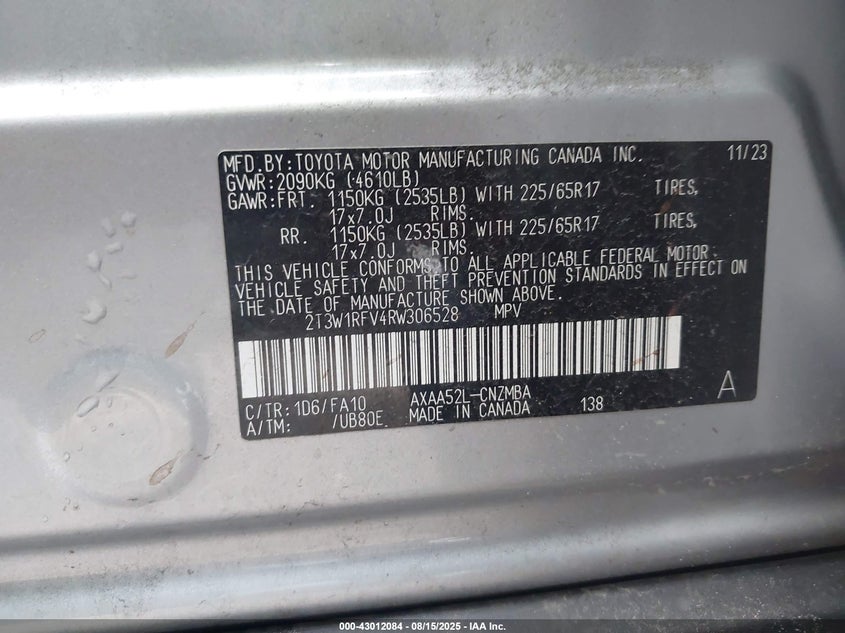 MFD.BY:TOYOTA MOTOR MANUFACTURING CANADA INC. 11/23
GVWR:2090KG (4610LB)
GAWR:FRT. 1150KG (2535LB) WITH 225/65R17 TIRES,
17x7.0J RIMS.
RR. 1150KG (2535LB) WITH 225/65R17 TIRES,
17x7.0J RIMS.
THIS VEHICLE CONFORMS TO ALL APPLICABLE FEDERAL MOTOR
VEHICLE SAFETY AND THEFT PREVENTION STANDARDS IN EFFECT ON
THE DATE OF MANUFACTURE SHOWN ABOVE.
2T3W1RFV4RW306528 MPV
C/TR: 1D6/FA10 AXAA52L-CNZMBA A
A/TM: /UB80E MADE IN CANADA 138
000-43012084 - 08/15/2025 - IAA Inc.